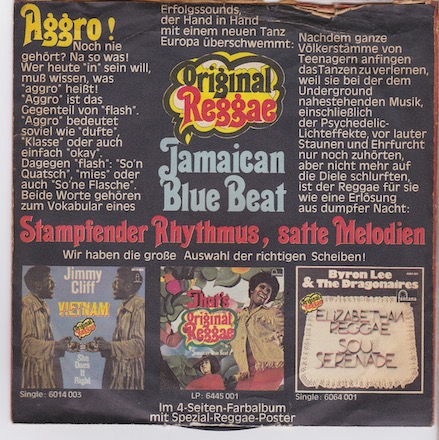 Aggro!
Noch nie
gehört? Na so was!
Wer heute "in" sein will,
muß wissen, was
"aggro" heißt!
"Aggro" ist das
Gegenteil von "flash".
"Aggro" bedeutet
soviel wie "dufte",
"Klasse" oder auch
einfach "okay".
Dagegen "flash": "So'n
Quatsch", "mies" oder
auch "So'ne Flasche".
Beide Worte gehören
zum Vokabular eines
Erfolgssounds,
der Hand in Hand
mit einem neuen Tanz
Europa überschwemmt:
Original
Reggae
Jamaican
Blue Beat
Nachdem ganze
Völkerstämme von
Teenagern anfingen
das Tanzen zu verlernen,
weil sie bei der dem
Underground
nahestehenden Musik,
einschließlich
der Psychedelic-
Lichteffekte, vor lauter
Staunen und Ehrfurcht
nur noch zuhörten,
aber nicht mehr auf
die Diele schlurften,
ist der Reggae für sie
wie eine Erlösung
aus dumpfer Nacht:
Stampfender Rhythmus, satte Melodien
Wir haben die große Auswahl der richtigen Scheiben!
Jimmy
Cliff
VIETNAM
She
Does It
Right
Single: 6014 003
That's
Original
Reggae
Jamaican Blue Beat
LP: 6445 001
Byron Lee
& The Dragonaires
fontana
ELIZABETHAN
REGGAE
SOUL
SERENADE
Single: 6064 001
Im 4-Seiten-Farbalbum
mit Spezial-Reggae-Poster